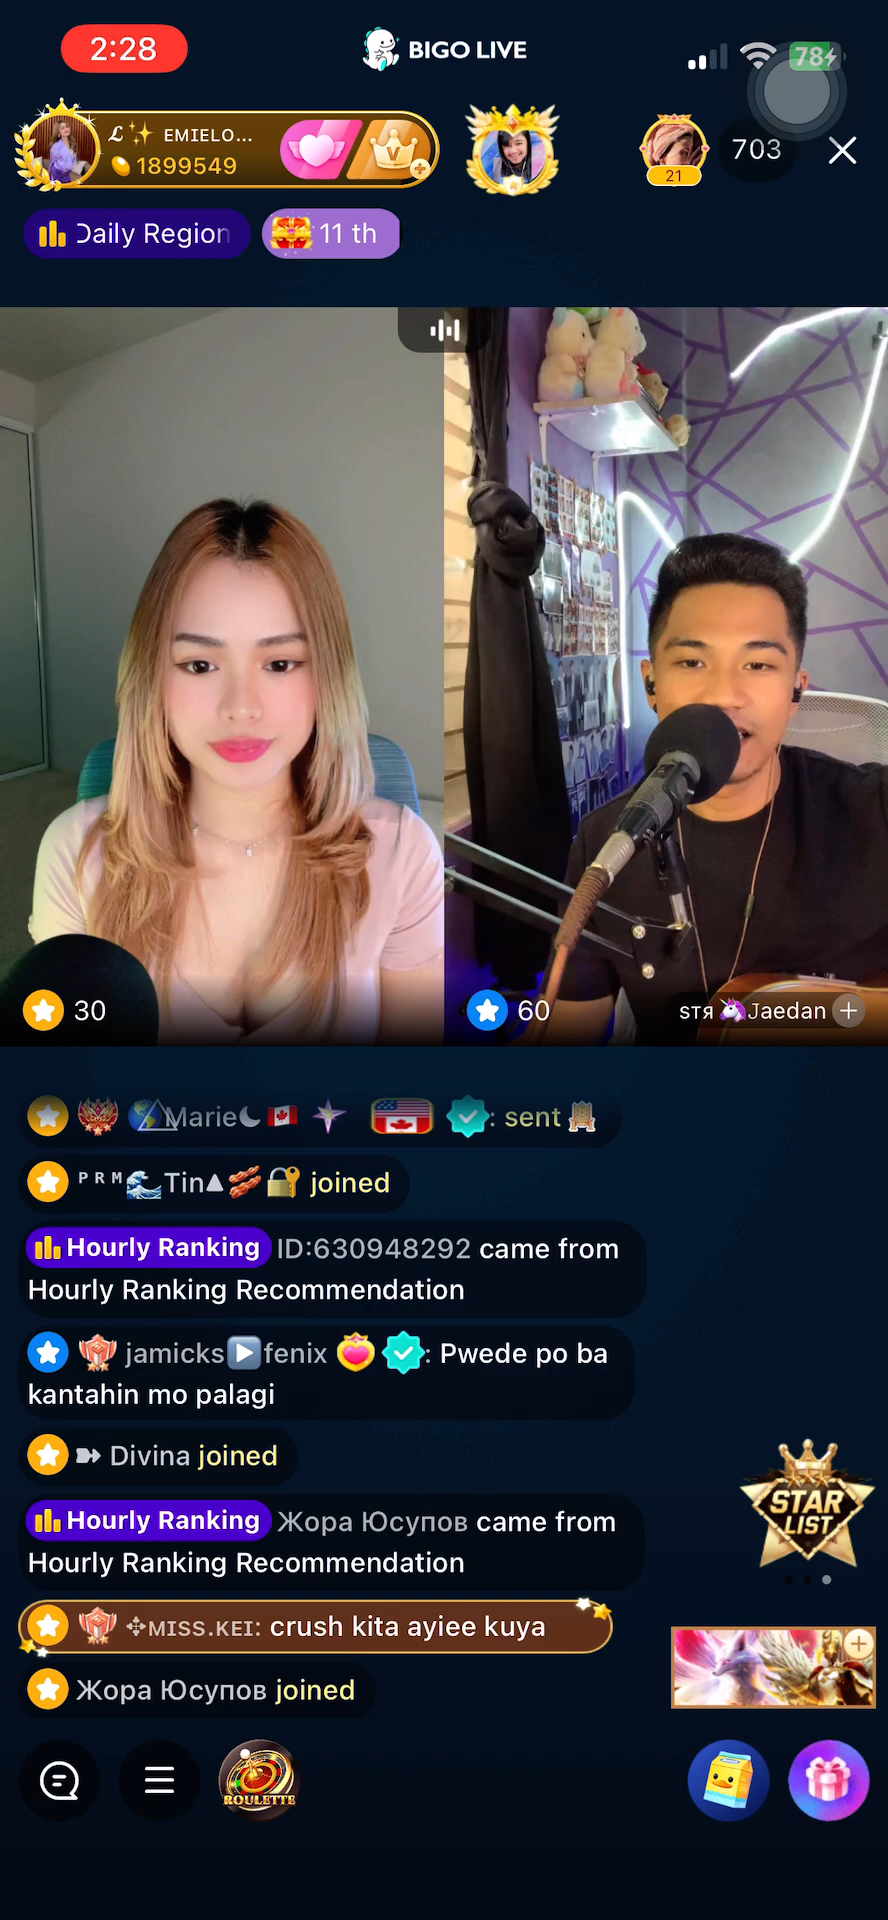 2:28
BIGO LIVE
78
ℒ✨ EMIELO...
1899549
V
21
703
Daily Region
11 th
30
60
STЯ🦄Jaedan
Marie
: sent
ᴾ ᴿ ᴹ🌊Tin▲🥓🔐 joined
Hourly Ranking ID:630948292 came from
Hourly Ranking Recommendation
jamicks▶️fenix : Pwede po ba
kantahin mo palagi
➽ Divina joined
Hourly Ranking Жора Юсупов came from
Hourly Ranking Recommendation
STAR
LIST
✣MISS.KEI: crush kita ayiee kuya
Жора Юсупов joined
ROULETTE